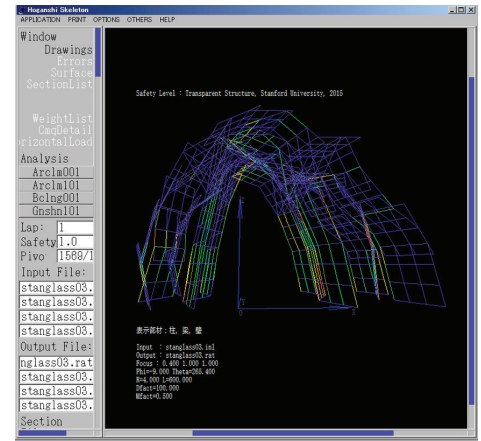 Hoganshi Skeleton
APPLICATION PRINT OPTIONS OTHERS HELP
Window
Drawings
Errors
Surface
SectionList
WeightList
CmqDetail
orizontalLoad
Analysis
Arclm001
Arclm101
Bclng001
Gnshn101
Lap: 1
Safety 1.0
Pivo 1569/1
Input File:
stanglass03.
stanglass03.
stanglass03.
stanglass03.
Output File:
nglass03.rat
stanglass03.
stanglass03.
stanglass03.
Section
Safety Level : Transparent Structure, Stanford University, 2015
Z
Y
0
X
表示部材：柱, 梁, 壁
Input : stanglass03.inl
Output : stanglass03.rat
Focus : 0.400 1.000 1.000
Phi=-9.000 Theta=265.400
R=4.000 L=600.000
Dfact=100.000
Mfact=0.500